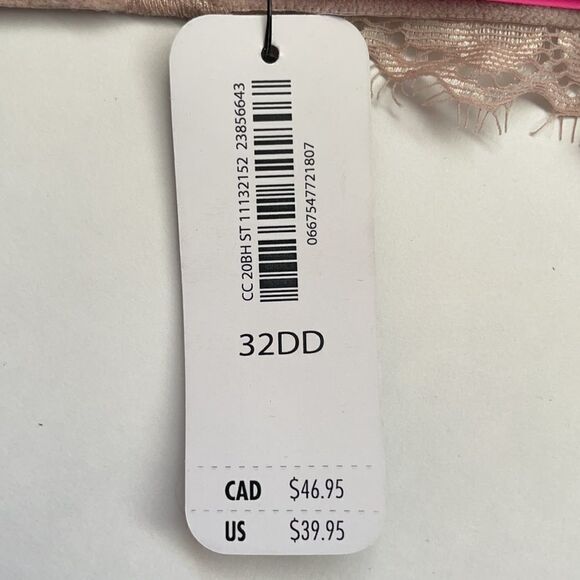 CC 20BH ST 11132152 23856643
0667547721807
32DD
CAD $46.95
US $39.95